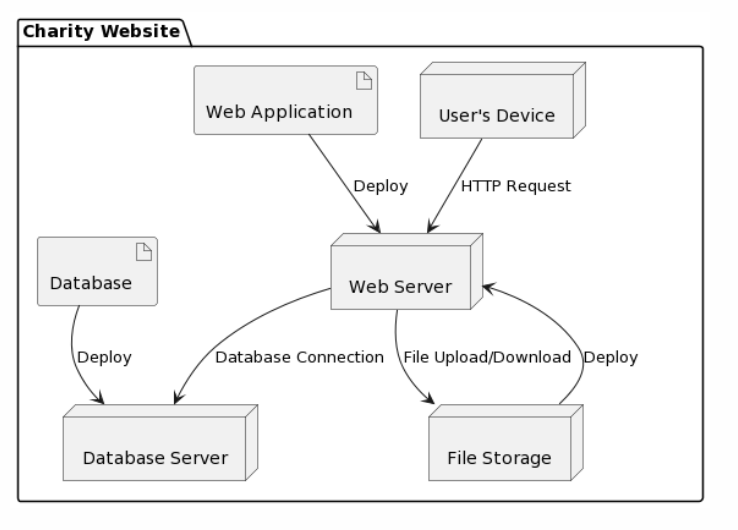 Charity Website
Web Application
User's Device
Deploy
HTTP Request
Database
Web Server
Deploy
Database Connection
File Upload/Download
Deploy
Database Server
File Storage